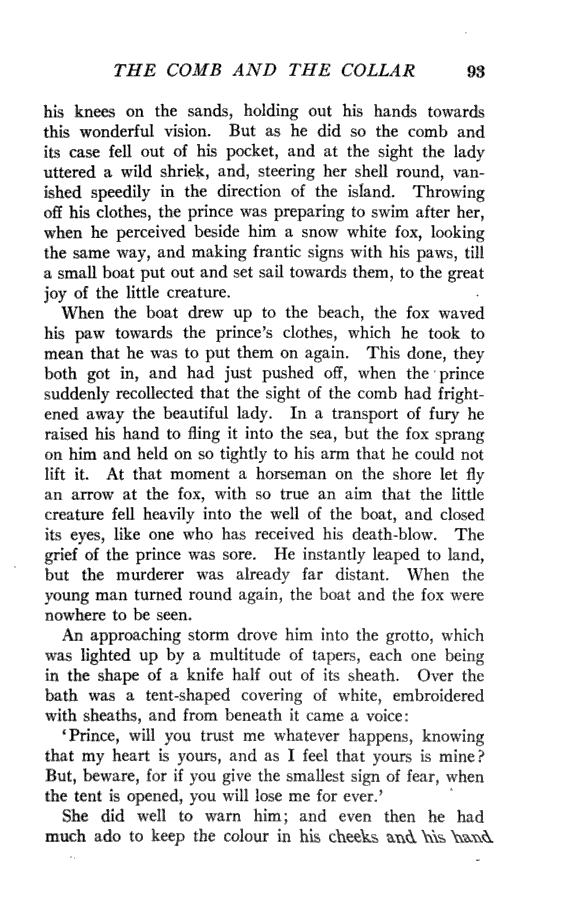 THE COMB AND THE COLLAR 93
his knees on the sands, holding out his hands towards
this wonderful vision. But as he did so the comb and
its case fell out of his pocket, and at the sight the lady
uttered a wild shriek, and, steering her shell round, van-
ished speedily in the direction of the island. Throwing
off his clothes, the prince was preparing to swim after her,
when he perceived beside him a snow white fox, looking
the same way, and making frantic signs with his paws, till
a small boat put out and set sail towards them, to the great
joy of the little creature.
When the boat drew up to the beach, the fox waved
his paw towards the prince's clothes, which he took to
mean that he was to put them on again. This done, they
both got in, and had just pushed off, when the prince
suddenly recollected that the sight of the comb had fright-
ened away the beautiful lady. In a transport of fury he
raised his hand to fling it into the sea, but the fox sprang
on him and held on so tightly to his arm that he could not
lift it. At that moment a horseman on the shore let fly
an arrow at the fox, with so true an aim that the little
creature fell heavily into the well of the boat, and closed
its eyes, like one who has received his death-blow. The
grief of the prince was sore. He instantly leaped to land,
but the murderer was already far distant. When the
young man turned round again, the boat and the fox were
nowhere to be seen.
An approaching storm drove him into the grotto, which
was lighted up by a multitude of tapers, each one being
in the shape of a knife half out of its sheath. Over the
bath was a tent-shaped covering of white, embroidered
with sheaths, and from beneath it came a voice:
'Prince, will you trust me whatever happens, knowing
that my heart is yours, and as I feel that yours is mine?
But, beware, for if you give the smallest sign of fear, when
the tent is opened, you will lose me for ever.'
She did well to warn him; and even then he had
much ado to keep the colour in his cheeks and his hand